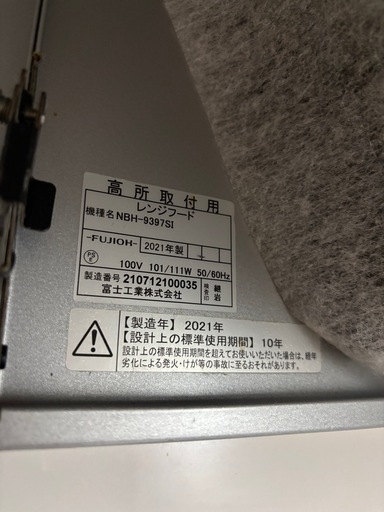 高所取付用
レンジフード
機種名 NBH-9397SI
-FUJIOH- 2021年製
PS E
100V 101/111W 50/60Hz
製造番号 210712100035
富士工業株式会社
検査印
【製造年】 2021年
【設計上の標準使用期間】 10年
設計上の標準使用期間を超えてお使いいただいた場合は、経年
劣化による発火・けが等の事故に至るおそれがあります。